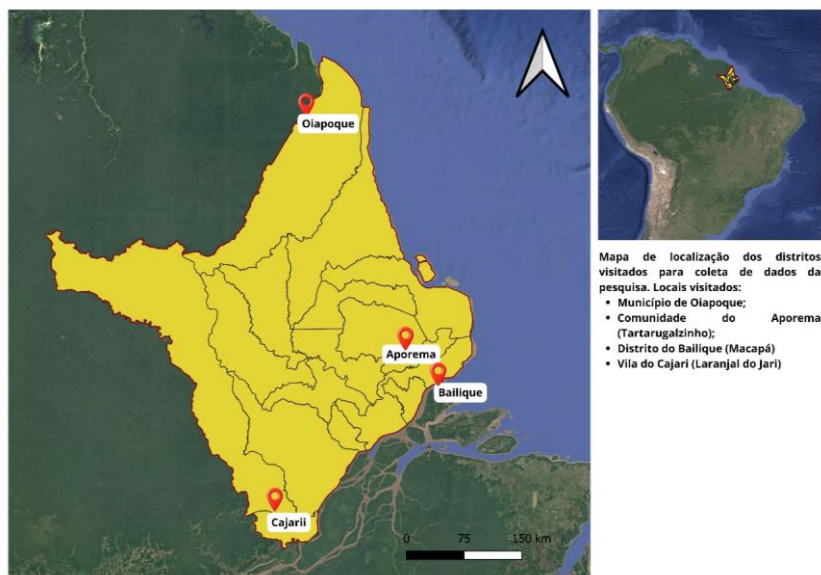 Oiapoque
Aporema
Bailique
Cajarii
0 75 150 km
Mapa de localização dos distritos
visitados para coleta de dados da
pesquisa. Locais visitados:
• Município de Oiapoque;
• Comunidade do Aporema
(Tartarugalzinho);
• Distrito do Bailique (Macapá)
• Vila do Cajari (Laranjal do Jari)